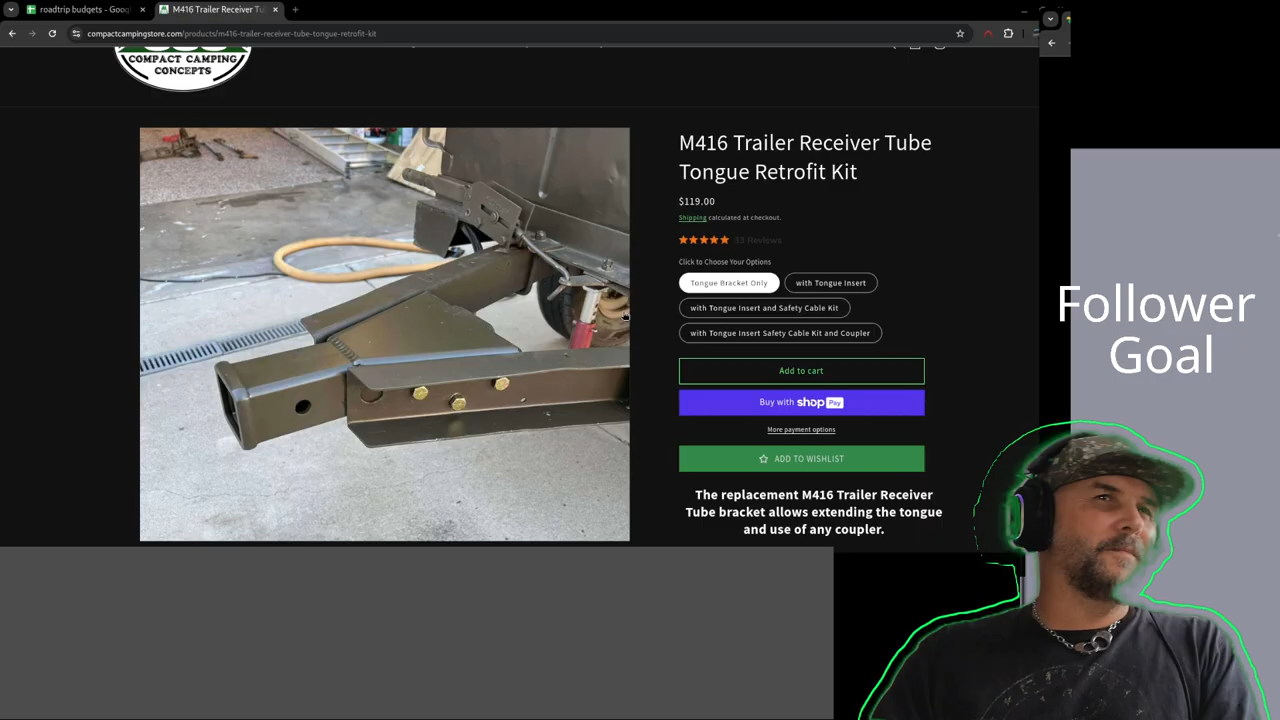 roadtrip budgets - Goog
M416 Trailer Receiver Tu
compactcampingstore.com/products/m416-trailer-receiver-tube-tongue-retrofit-kit
COMPACT CAMPING
CONCEPTS
M416 Trailer Receiver Tube
Tongue Retrofit Kit
$119.00
Shipping calculated at checkout.
53 Reviews
Click to Choose Your Options
Tongue Bracket Only
with Tongue Insert
with Tongue Insert and Safety Cable Kit
with Tongue Insert Safety Cable Kit and Coupler
Add to cart
Buy with shop Pay
More payment options
ADD TO WISHLIST
The replacement M416 Trailer Receiver
Tube bracket allows extending the tongue
and use of any coupler.
Follower
Goal